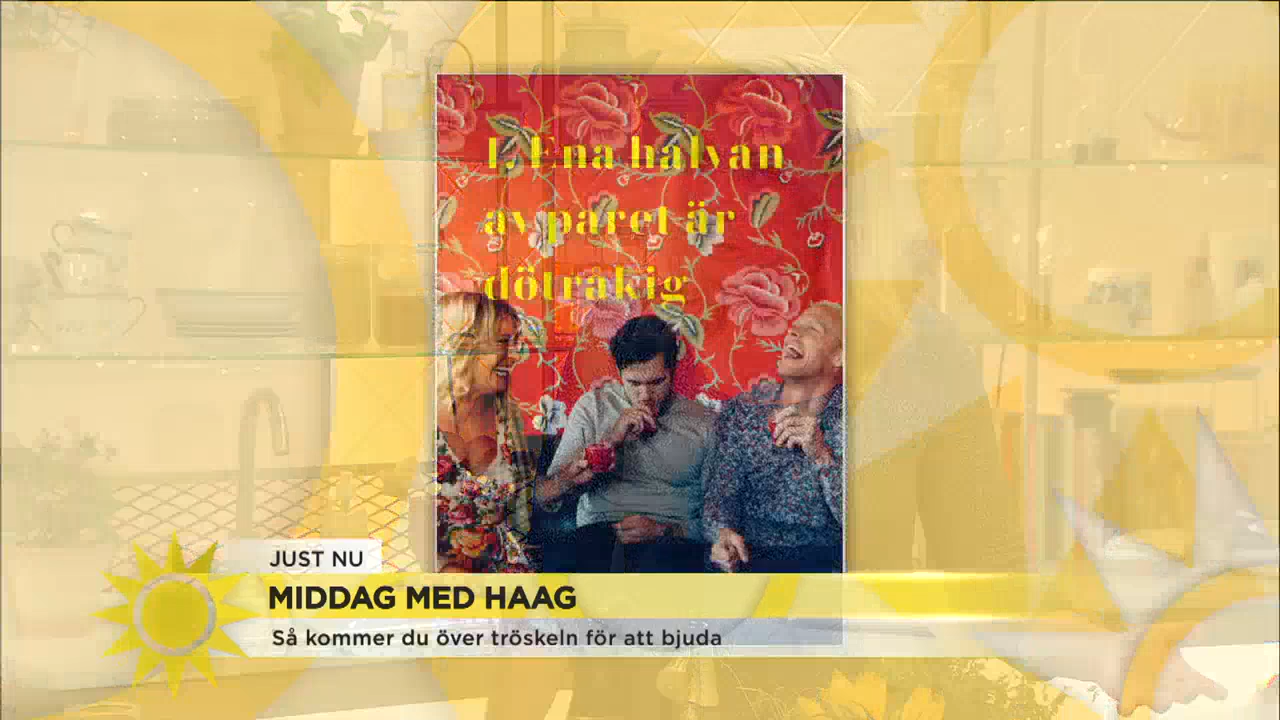 1. Ena halvan
av paret är
dötråkig
JUST NU
MIDDAG MED HAAG
Så kommer du över tröskeln för att bjuda